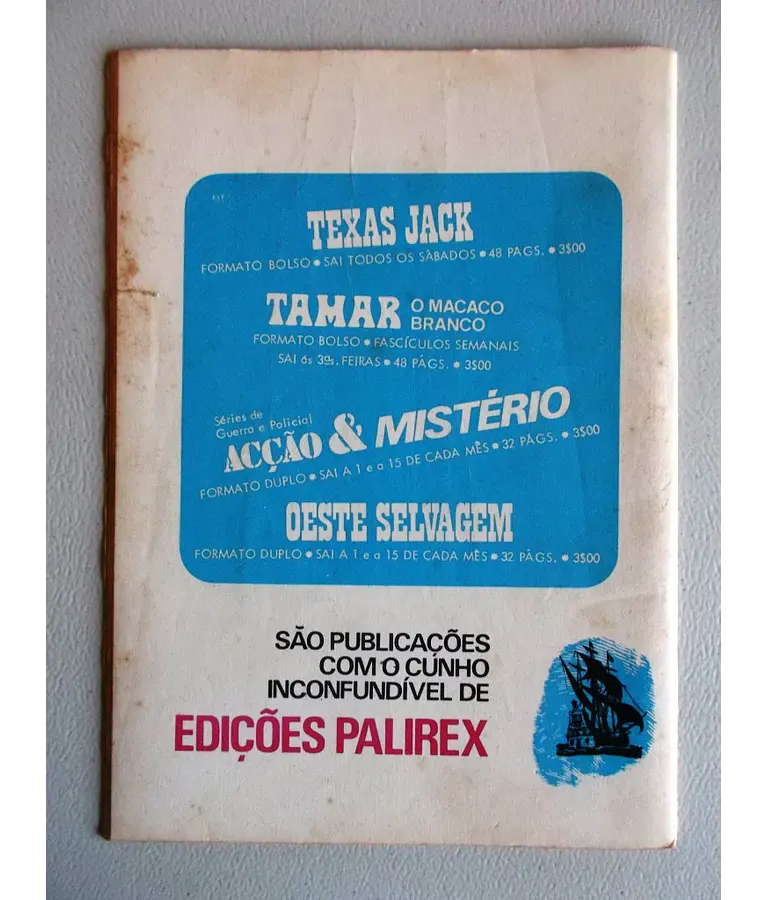 TEXAS JACK
FORMATO BOLSO * SAI TODOS OS SÀBADOS * 48 PAGS. * 3$00
TAMAR O MACACO
BRANCO
FORMATO BOLSO * FASCÍCULOS SEMANAIS
SAI ás 3as. FEIRAS * 48 PÁGS. * 3$00
Séries de
Guerra e Policial
ACÇÃO & MISTÉRIO
FORMATO DUPLO * SAI A 1 e a 15 DE CADA MÊS * 32 PÁGS. * 3$00
OESTE SELVAGEM
FORMATO DUPLO * SAI A 1 e a 15 DE CADA MÊS * 32 PÁGS. * 3$00
SÃO PUBLICAÇÕES
COM O CUNHO
INCONFUNDÍVEL DE
EDIÇÕES PALIREX